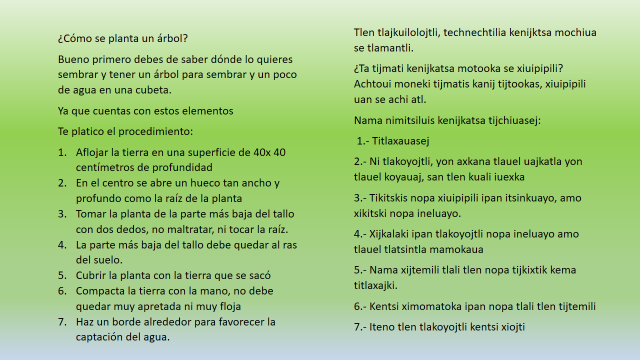 ¿Cómo se planta un árbol?
Bueno primero debes de saber dónde lo quieres
sembrar y tener un árbol para sembrar y un poco
de agua en una cubeta.
Ya que cuentas con estos elementos
Te platico el procedimiento:
1. Aflojar la tierra en una superficie de 40x 40
centímetros de profundidad
2. En el centro se abre un hueco tan ancho y
profundo como la raíz de la planta
3. Tomar la planta de la parte más baja del tallo
con dos dedos, no maltratar, ni tocar la raíz.
4. La parte más baja del tallo debe quedar al ras
del suelo.
5. Cubrir la planta con la tierra que se sacó
6. Compacta la tierra con la mano, no debe
quedar muy apretada ni muy floja
7. Haz un borde alrededor para favorecer la
captación del agua.
Tlen tlajkuilolojtli, technechtilia kenijktsa mochiua
se tlamantli.
¿Ta tijmati kenijkatsa motooka se xiuipipili?
Achtoui moneki tijmatis kanij tijtookas, xiuipipili
uan se achi atl.
Nama nimitsiluis kenijkatsa tijchiuasej:
1.- Titlaxauasej
2.- Ni tlakoyojtli, yon axkana tlauel uajkatla yon
tlauel koyauaj, san tlen kuali iuexka
3.- Tikitskis nopa xiuipipili ipan itsinkuayo, amo
xikitski nopa ineluayo.
4.- Xijkalaki ipan tlakoyojtli nopa ineluayo amo
tlauel tlatsintla mamokaua
5.- Nama xijtemili tlali tlen nopa tijkixtik kema
titlaxajki.
6.- Kentsi ximomatoka ipan nopa tlali tlen tijtemili
7.- Iteno tlen tlakoyojtli kentsi xiojti